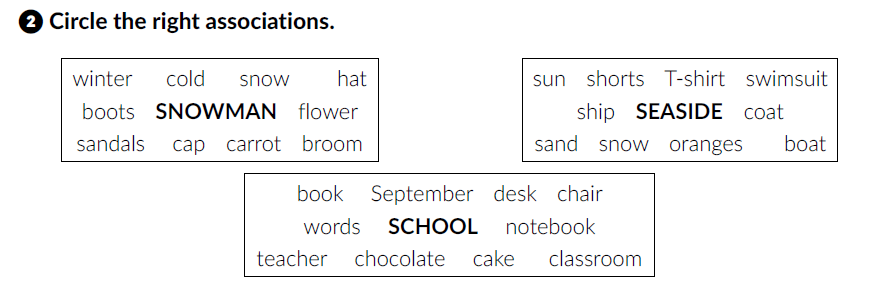 2 Circle the right associations.
winter cold snow hat
boots SNOWMAN flower
sandals cap carrot broom
sun shorts T-shirt swimsuit
ship SEASIDE coat
sand snow oranges boat
book September desk chair
words SCHOOL notebook
teacher chocolate cake classroom